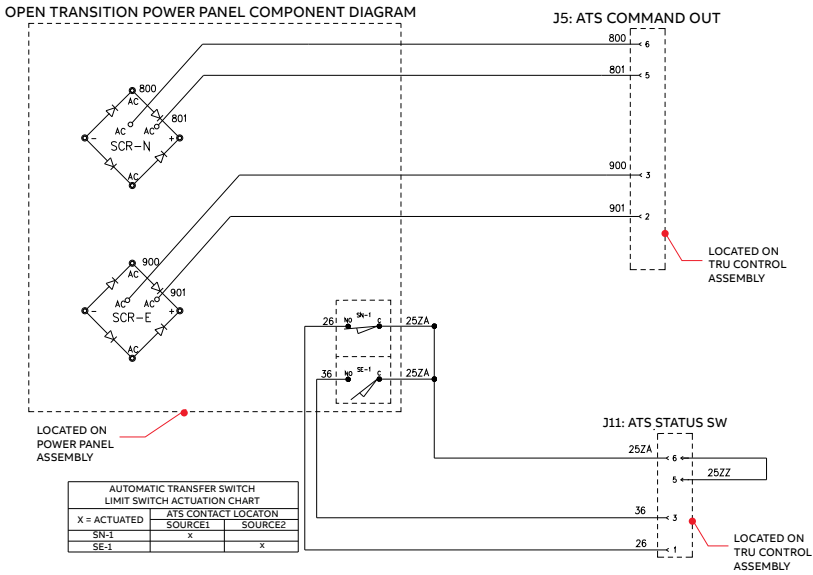 OPEN TRANSITION POWER PANEL COMPONENT DIAGRAM
J5: ATS COMMAND OUT
800
6
801
5
800
AC
801
AC
AC
-
+
SCR-N
AC
900
3
901
2
LOCATED ON
TRU CONTROL
ASSEMBLY
900
AC
901
AC
AC
-
+
SCR-E
AC
26
NO
SN-1
C
25ZA
36
NO
SE-1
C
25ZA
LOCATED ON
POWER PANEL
ASSEMBLY
J11: ATS STATUS SW
25ZA
6
5
25ZZ
36
3
26
1
LOCATED ON
TRU CONTROL
ASSEMBLY
AUTOMATIC TRANSFER SWITCH
LIMIT SWITCH ACTUATION CHART
X = ACTUATED
ATS CONTACT LOCATON
SOURCE1
SOURCE2
SN-1
x
SE-1
x